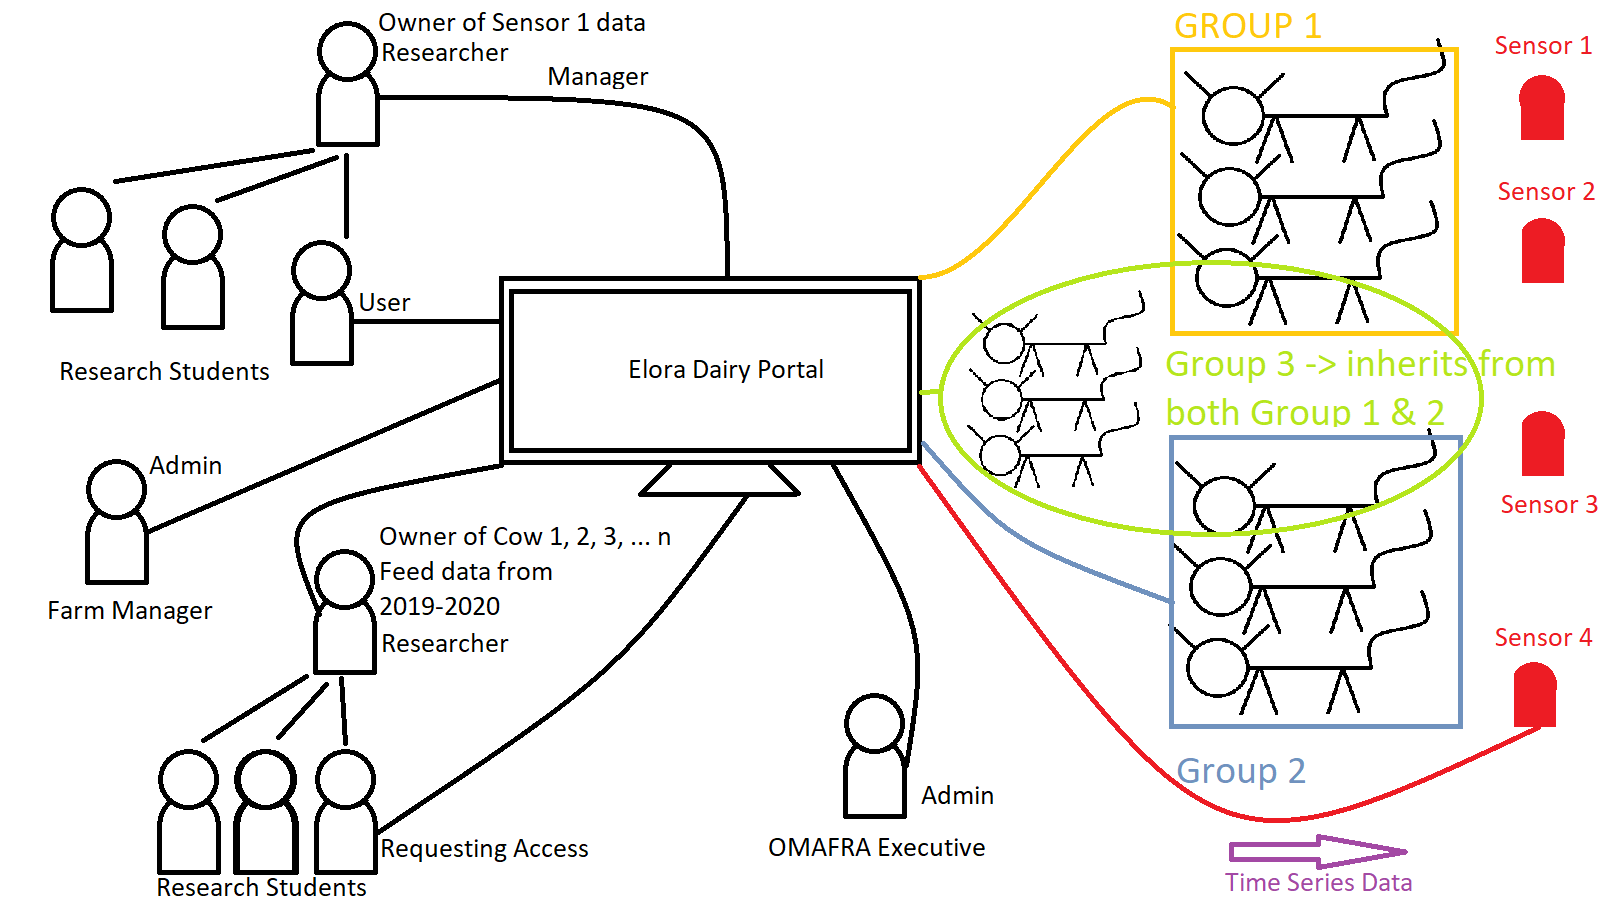 Owner of Sensor 1 data
Researcher
Manager
GROUP 1
Sensor 1
Sensor 2
User
Research Students
Elora Dairy Portal
Group 3 -> inherits from
both Group 1 & 2
Admin
Farm Manager
Sensor 3
Owner of Cow 1, 2, 3, ... n
Feed data from
2019-2020
Researcher
Sensor 4
Group 2
Admin
OMAFRA Executive
Requesting Access
Research Students
Time Series Data